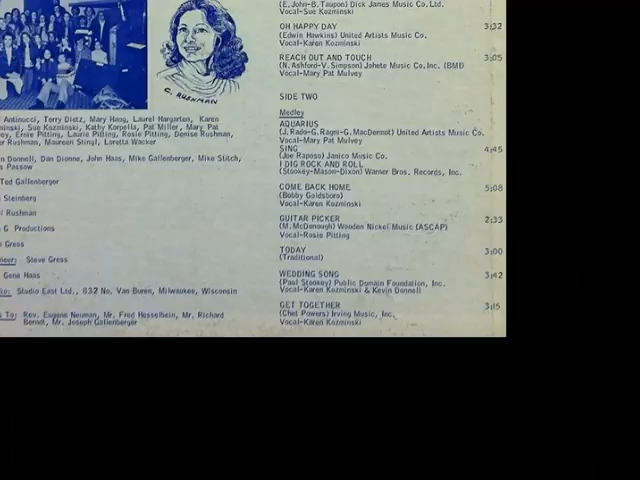 C. RUSHMAN
Antinucci, Terry Dietz, Mary Haag, Laurel Hargarten, Karen
minski, Sue Kozminski, Kathy Korpella, Pat Miller, Mary Pat
vey, Ernie Pitting, Laurie Pitting, Rosie Pitting, Denise Rushman,
er Rushman, Maureen Stingl, Loretta Wacker
n Donnell, Dan Dionne, John Haas, Mike Gallenberger, Mike Stitch,
s Passow
Ted Gallenberger
Steinberg
l Rushman
G Productions
Gress
ncer: Steve Gress
Gene Haas
to: Studio East Ltd., 832 No. Van Buren, Milwaukee, Wisconsin
s To: Rev. Eugene Neuman, Mr. Fred Hesselbein, Mr. Richard
Berndt, Mr. Joseph Gallenberger
(E. John-B. Taupon) Dick James Music Co. Ltd.
Vocal-Sue Kozminski
OH HAPPY DAY 3:32
(Edwin Hawkins) United Artists Music Co.
Vocal-Karen Kozminski
REACH OUT AND TOUCH 3:05
(N. Ashford-V. Simpson) Jobete Music Co, Inc. (BMI)
Vocal-Mary Pat Mulvey
SIDE TWO
Medley
AQUARIUS
(J. Rado-G. Ragni-G. MacDermot) United Artists Music Co.
Vocal-Mary Pat Mulvey
SING 4:45
(Joe Raposo) Janico Music Co.
I DIG ROCK AND ROLL
(Stookey-Mason-Dixon) Warner Bros. Records, Inc.
COME BACK HOME 5:08
(Bobby Goldsboro)
Vocal-Karen Kozminski
GUITAR PICKER 2:33
(M. McDonough) Wooden Nickel Music (ASCAP)
Vocal-Rosie Pitting
TODAY 3:00
(Traditional)
WEDDING SONG 3:42
(Paul Stookey) Public Domain Foundation, Inc.
Vocal-Karen Kozminski & Kevin Donnell
GET TOGETHER 3:15
(Chet Powers) Irving Music, Inc.
Vocal-Karen Kozminski